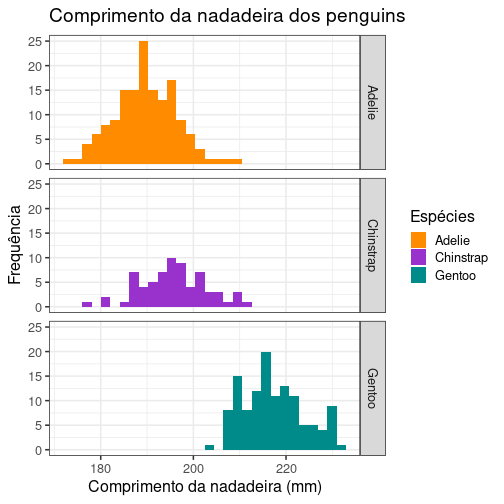 Comprimento da nadadeira dos penguins
25
20
15
10
5
0
Adelie
25
20
15
10
5
0
Chinstrap
25
20
15
10
5
0
Gentoo
Frequência
180 200 220
Comprimento da nadadeira (mm)
Espécies
Adelie
Chinstrap
Gentoo